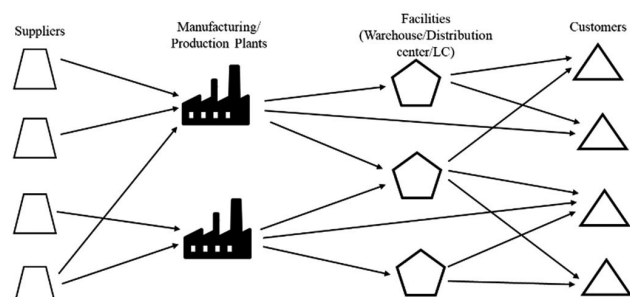 Suppliers
Manufacturing/
Production Plants
Facilities
(Warehouse/Distribution
center/LC)
Customers